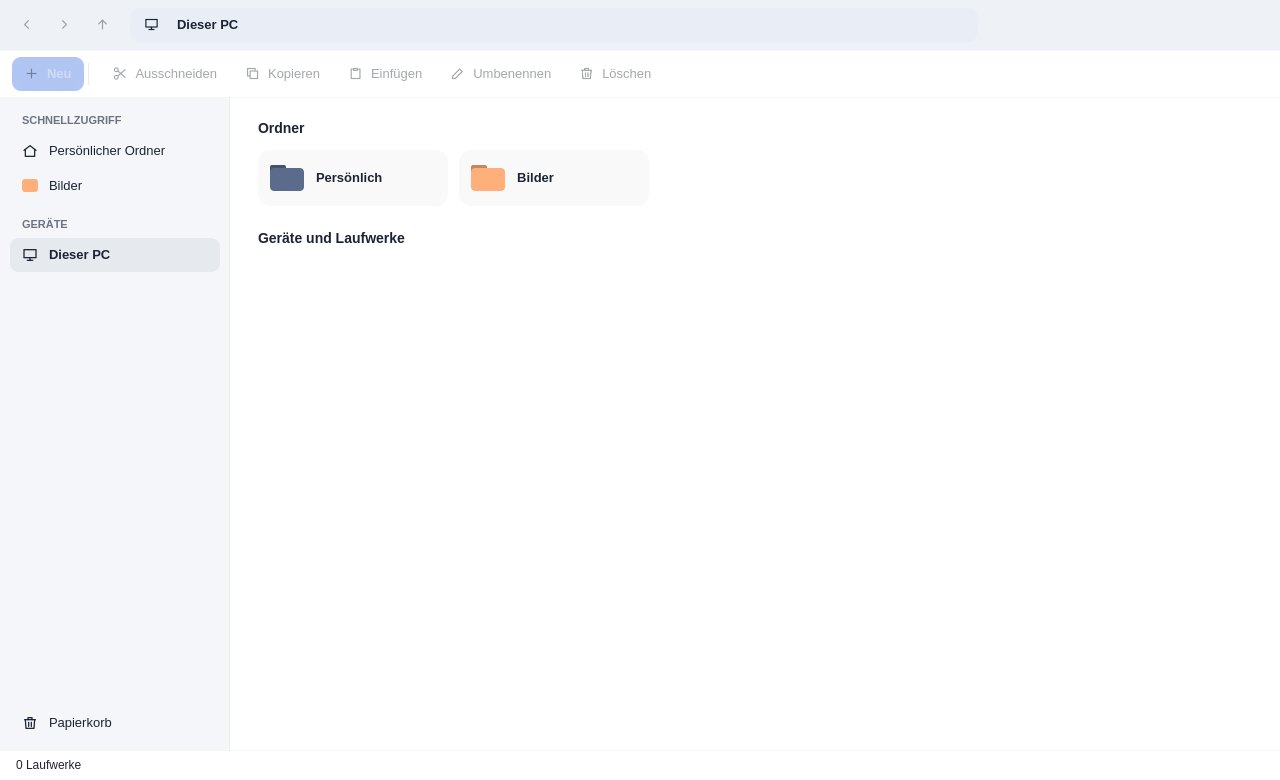 Dieser PC
Neu
Ausschneiden
Kopieren
Einfügen
Umbenennen
Löschen
SCHNELLZUGRIFF
Persönlicher Ordner
Bilder
GERÄTE
Dieser PC
Papierkorb
Ordner
Persönlich
Bilder
Geräte und Laufwerke
0 Laufwerke